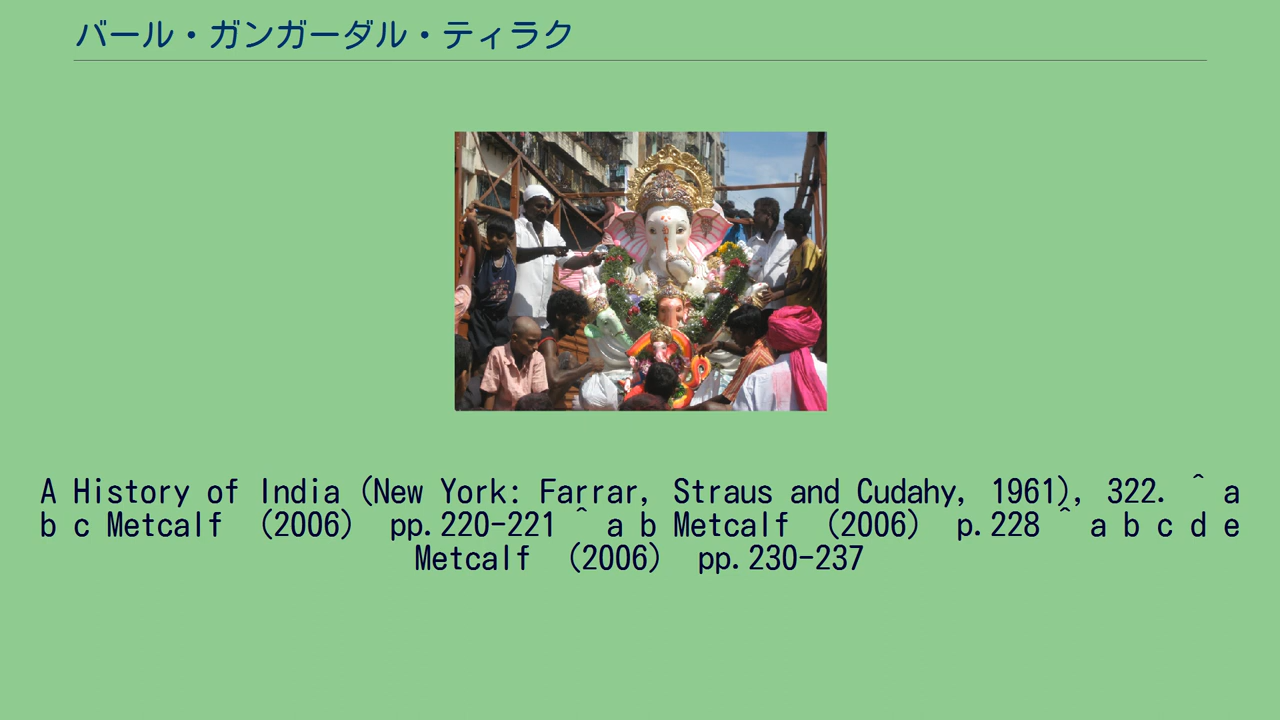 バール・ガンガーダル・ティラク
A History of India (New York: Farrar, Straus and Cudahy, 1961), 322. ^ a
b c Metcalf （2006） pp.220-221 ^ a b Metcalf （2006） p.228 ^ a b c d e
Metcalf （2006） pp.230-237